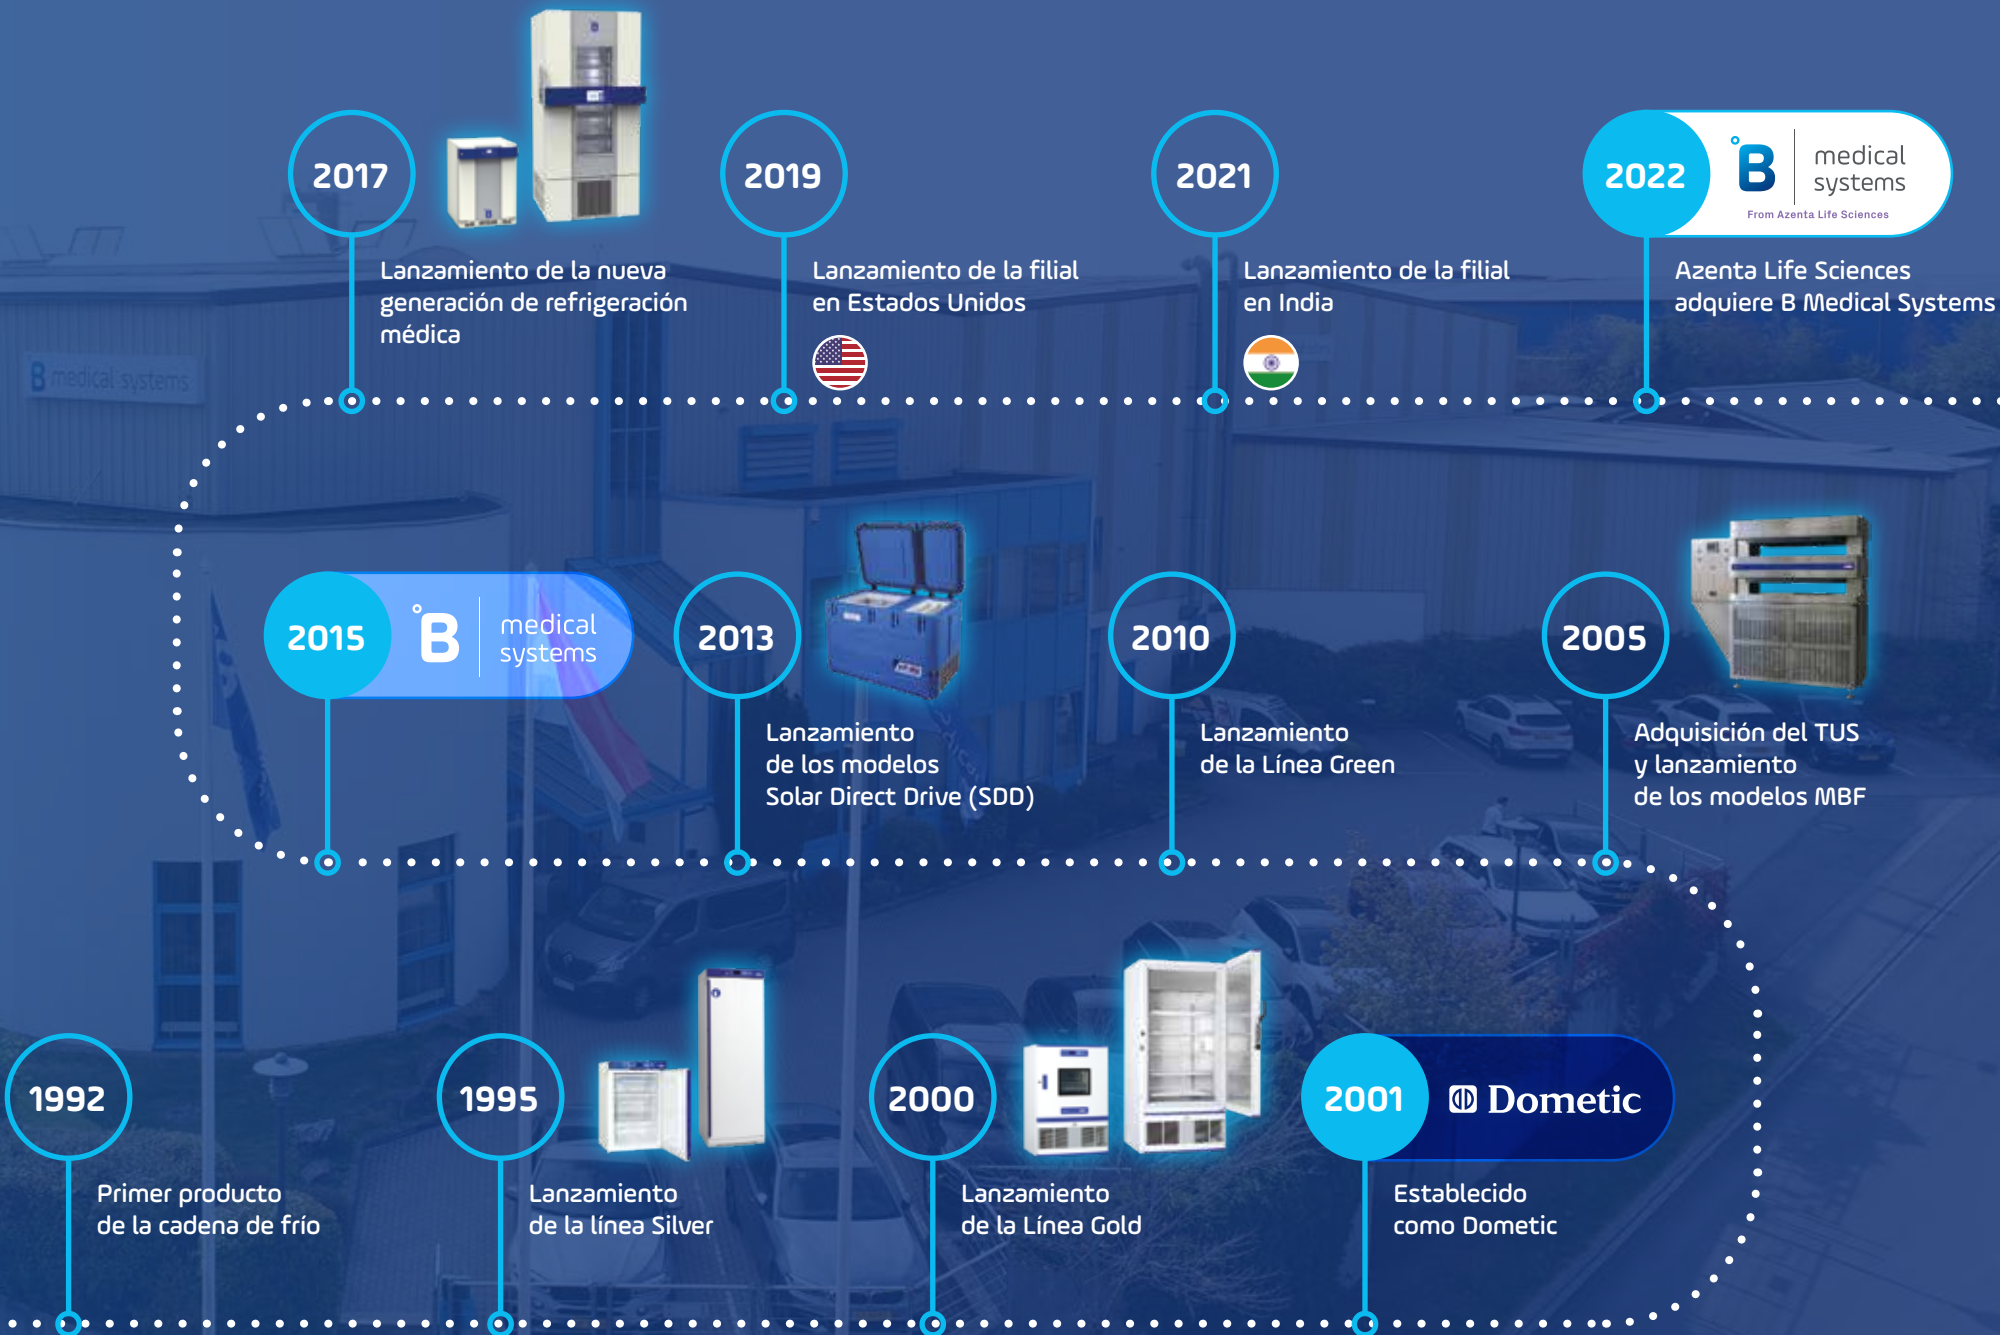 2017
Lanzamiento de la nueva
generación de refrigeración
médica
2019
Lanzamiento de la filial
en Estados Unidos
2021
Lanzamiento de la filial
en India
2022
B medical
systems
From Azenta Life Sciences
Azenta Life Sciences
adquiere B Medical Systems
B medical systems
2015
B medical
systems
2013
Lanzamiento
de los modelos
Solar Direct Drive (SDD)
2010
Lanzamiento
de la Línea Green
2005
Adquisición del TUS
y lanzamiento
de los modelos MBF
1992
Primer producto
de la cadena de frío
1995
Lanzamiento
de la línea Silver
2000
Lanzamiento
de la Línea Gold
2001
Dometic
Establecido
como Dometic